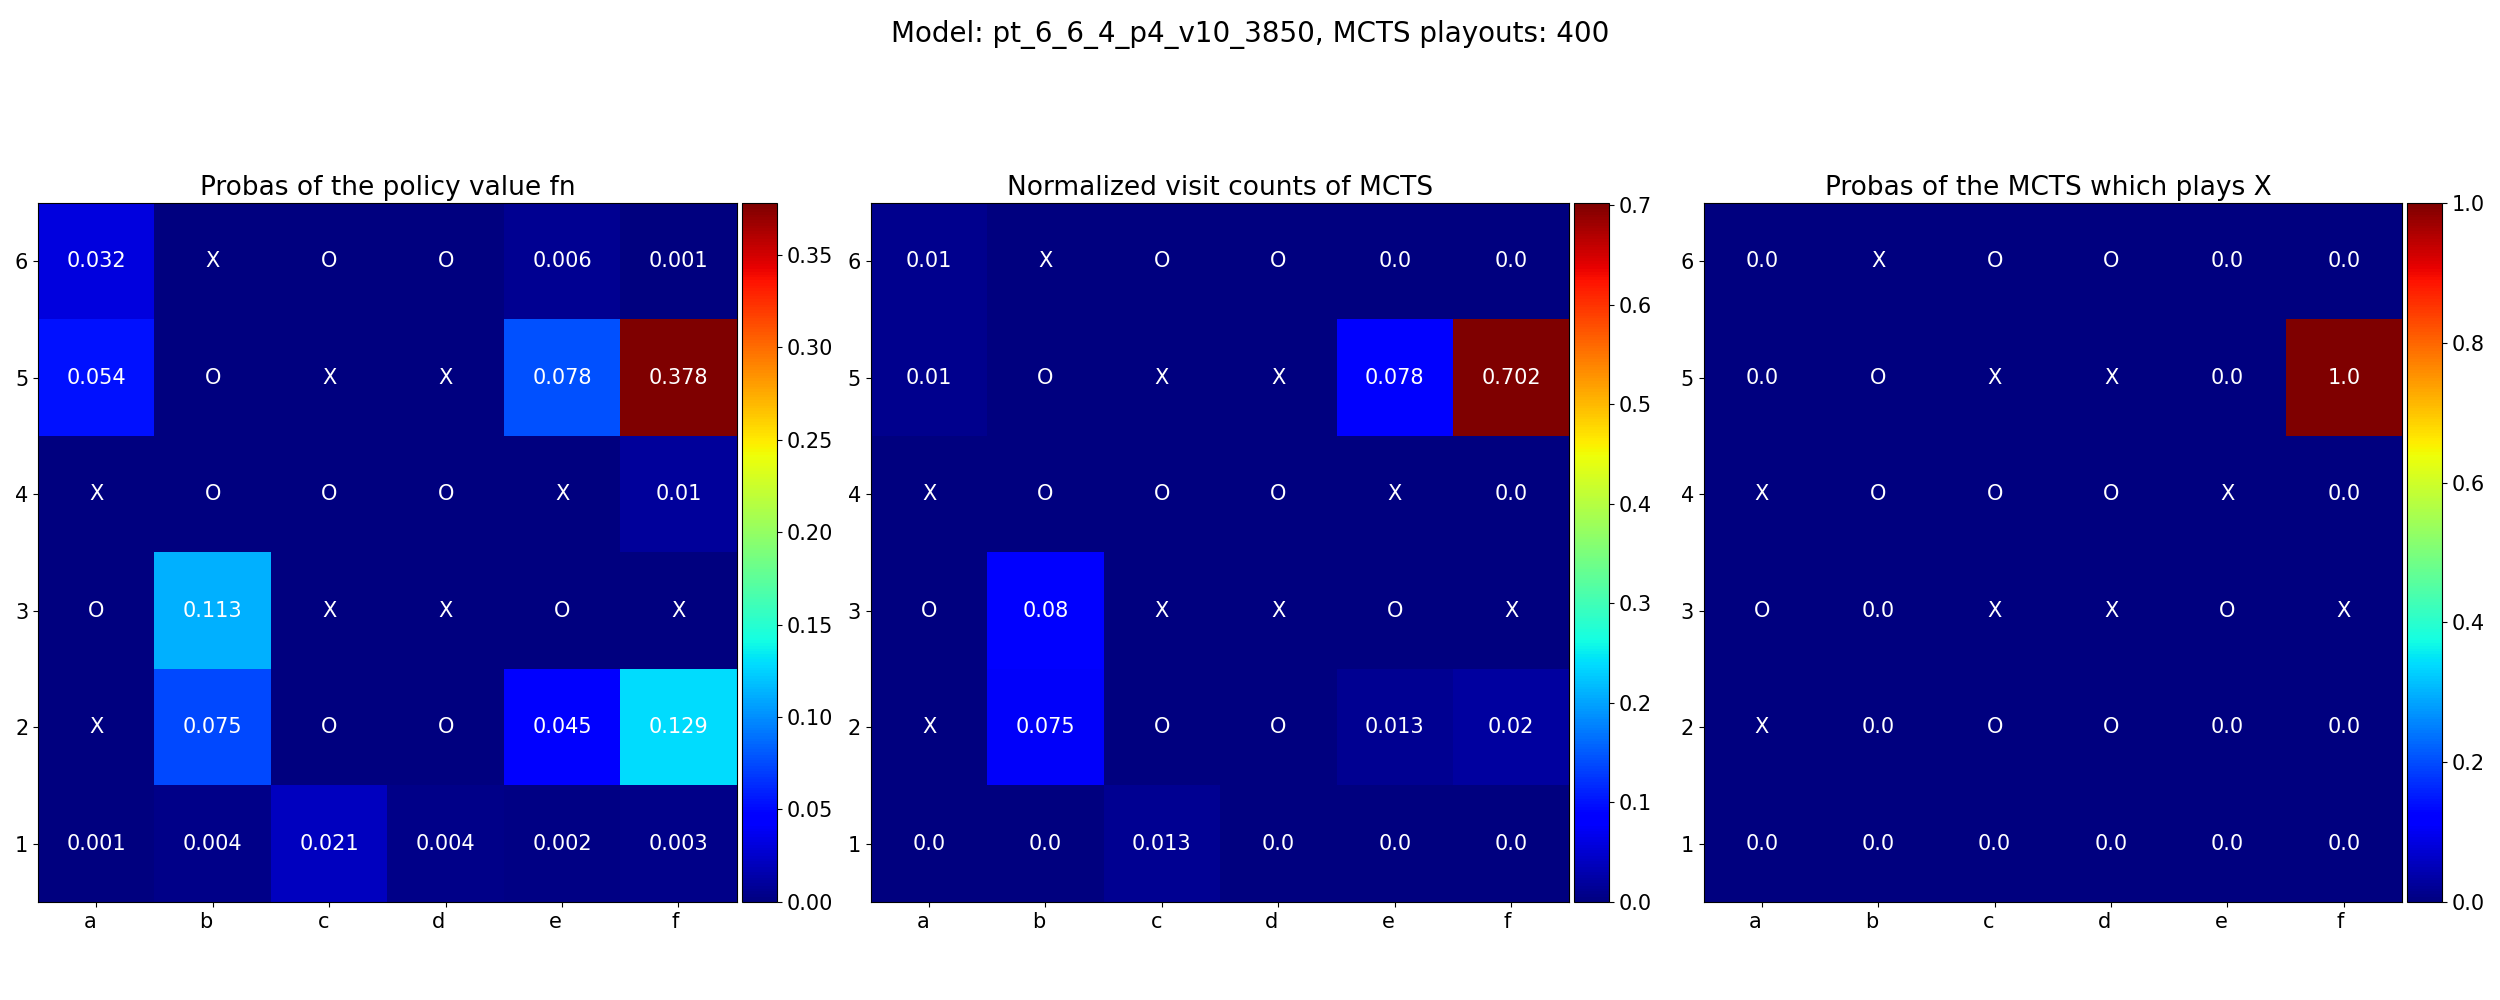 Model: pt_6_6_4_p4_v10_3850, MCTS playouts: 400
Probas of the policy value fn
6 0.032 X O O 0.006 0.001
5 0.054 O X X 0.078 0.378
4 X O O O X 0.01
3 O 0.113 X X O X
2 X 0.075 O O 0.045 0.129
1 0.001 0.004 0.021 0.004 0.002 0.003
a b c d e f
0.35
0.30
0.25
0.20
0.15
0.10
0.05
0.00
Normalized visit counts of MCTS
6 0.01 X O O 0.0 0.0
5 0.01 O X X 0.078 0.702
4 X O O O X 0.0
3 O 0.08 X X O X
2 X 0.075 O O 0.013 0.02
1 0.0 0.0 0.013 0.0 0.0 0.0
a b c d e f
0.7
0.6
0.5
0.4
0.3
0.2
0.1
0.0
Probas of the MCTS which plays X
6 0.0 X O O 0.0 0.0
5 0.0 O X X 0.0 1.0
4 X O O O X 0.0
3 O 0.0 X X O X
2 X 0.0 O O 0.0 0.0
1 0.0 0.0 0.0 0.0 0.0 0.0
a b c d e f
1.0
0.8
0.6
0.4
0.2
0.0